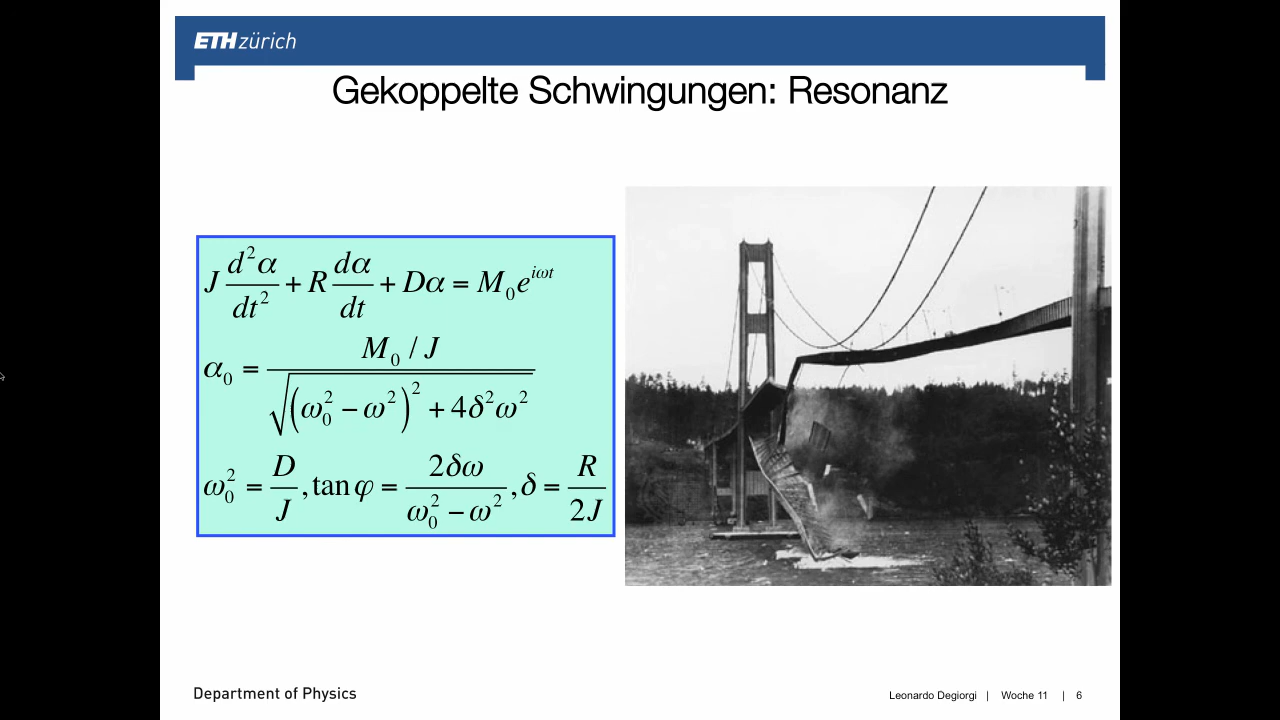 ETH zürich
Gekoppelte Schwingungen: Resonanz
J d²α/dt² + R dα/dt + Dα = M₀e^{iωt}
α₀ = (M₀ / J) / √((ω₀² − ω²)² + 4δ²ω²)
ω₀² = D/J , tan φ = 2δω/(ω₀² − ω²) , δ = R/2J
Department of Physics
Leonardo Degiorgi | Woche 11 | 6